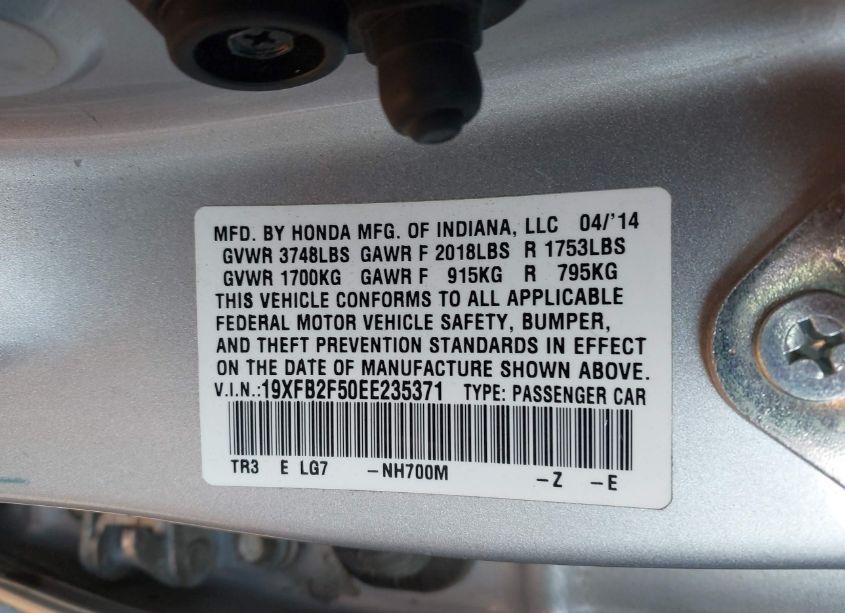 MFD. BY HONDA MFG. OF INDIANA, LLC 04/'14
GVWR 3748LBS GAWR F 2018LBS R 1753LBS
GVWR 1700KG GAWR F 915KG R 795KG
THIS VEHICLE CONFORMS TO ALL APPLICABLE
FEDERAL MOTOR VEHICLE SAFETY, BUMPER,
AND THEFT PREVENTION STANDARDS IN EFFECT
ON THE DATE OF MANUFACTURE SHOWN ABOVE.
V.I.N.:19XFB2F50EE235371 TYPE: PASSENGER CAR
TR3 E LG7 -NH700M -Z -E